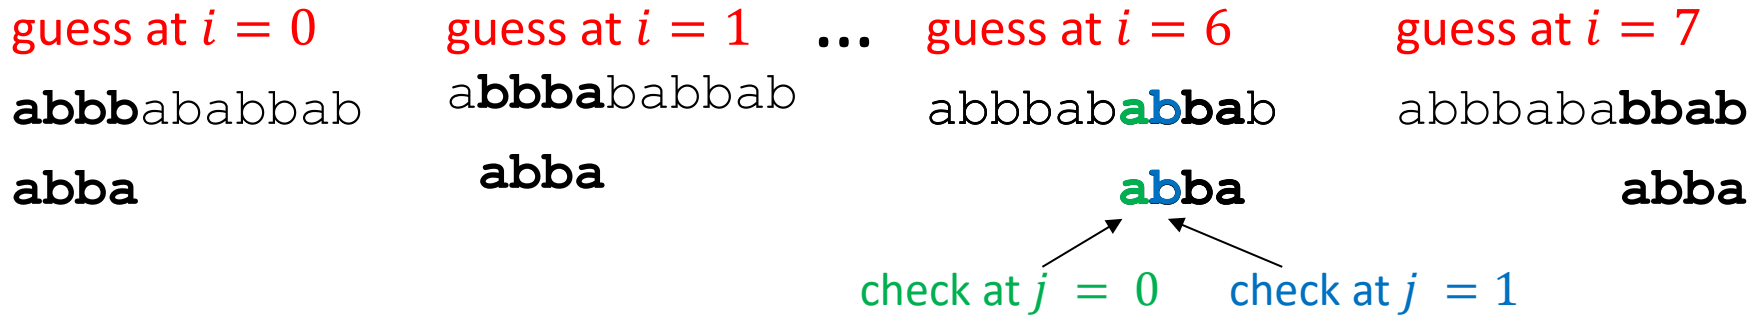 guess at i = 0 guess at i = 1 ... guess at i = 6 guess at i = 7
abbbababbab abbbababbab abbbababbab abbbababbab
abba abba abba abba
check at j = 0 check at j = 1